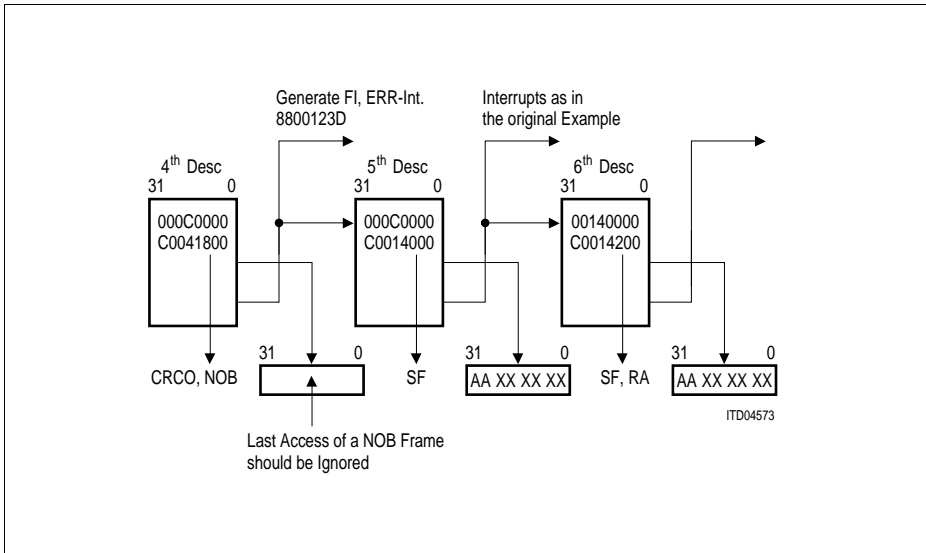 Generate FI, ERR-Int.
8800123D
Interrupts as in
the original Example
4th Desc
31 0
5th Desc
31 0
6th Desc
31 0
000C0000
C0041800
000C0000
C0014000
00140000
C0014200
CRCO, NOB
31 0
SF
31 0
AA XX XX XX
SF, RA
31 0
AA XX XX XX
ITD04573
Last Access of a NOB Frame
should be Ignored